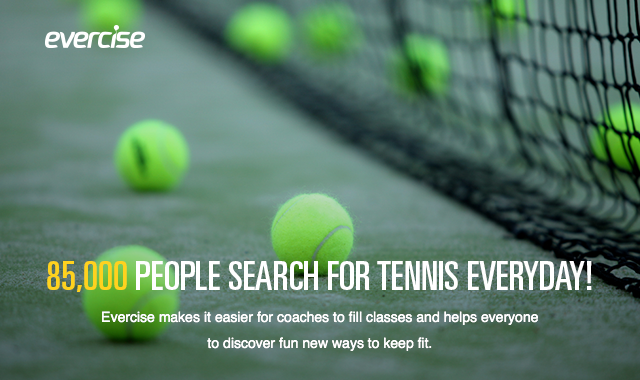 evercise
85,000 PEOPLE SEARCH FOR TENNIS EVERYDAY!
Evercise makes it easier for coaches to fill classes and helps everyone
to discover fun new ways to keep fit.